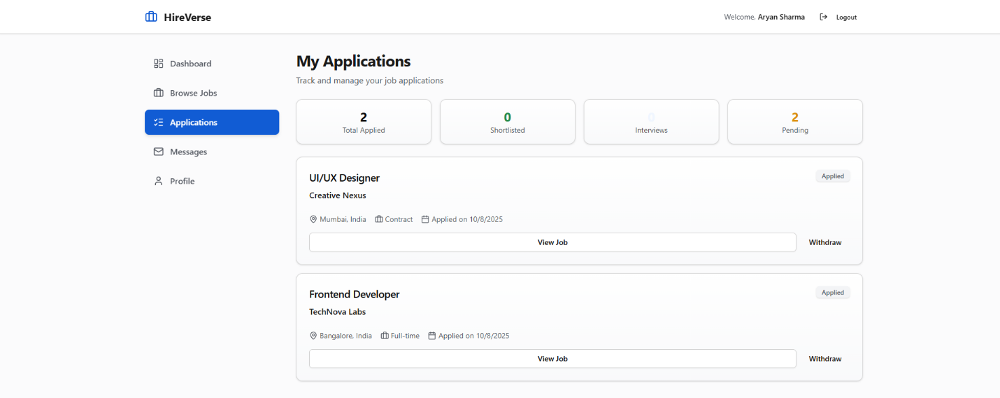 HireVerse
Welcome, Aryan Sharma
Logout
Dashboard
Browse Jobs
Applications
Messages
Profile
My Applications
Track and manage your job applications
2
Total Applied
0
Shortlisted
0
Interviews
2
Pending
UI/UX Designer
Applied
Creative Nexus
Mumbai, India Contract Applied on 10/8/2025
View Job
Withdraw
Frontend Developer
Applied
TechNova Labs
Bangalore, India Full-time Applied on 10/8/2025
View Job
Withdraw